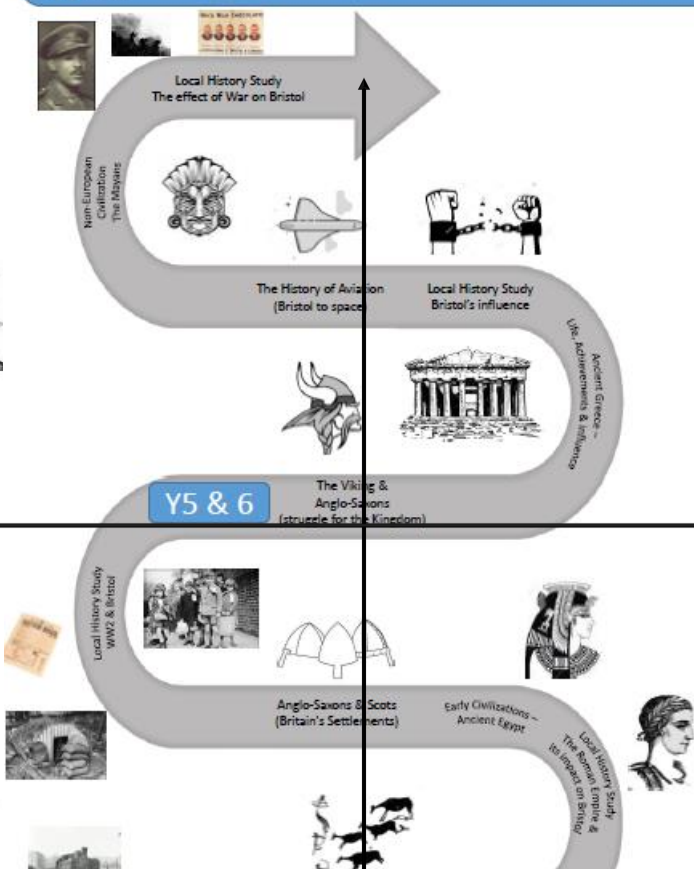 Local History Study
The effect of War on Bristol
Non-European
Civilization
The Mayans
The History of Aviation
(Bristol to space)
Local History Study
Bristol's influence
Ancient Greece –
Life, Achievements & Influence
Y5 & 6
The Viking &
Anglo-Saxons
(struggle for the Kingdom)
Local History Study
WW2 & Bristol
Anglo-Saxons & Scots
(Britain's Settlements)
Early Civilizations –
Ancient Egypt
Local History Study
The Roman Empire &
its impact on Bristol